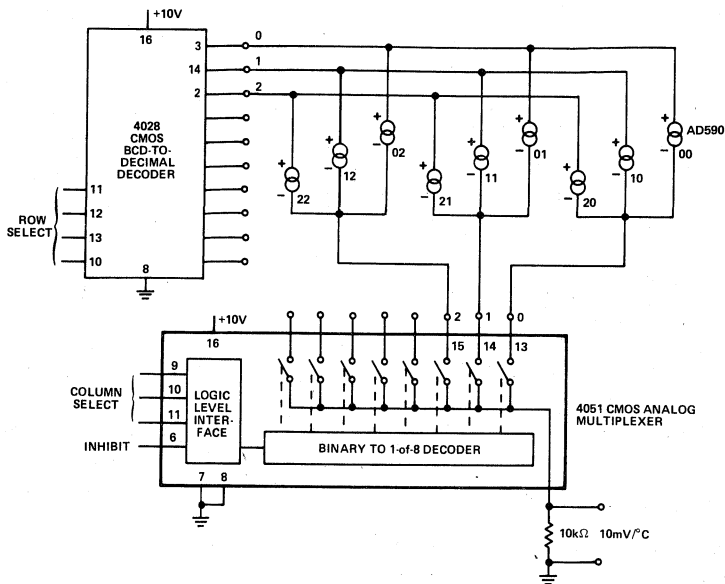 +10V
16
3
0
14
1
2
2
4028
CMOS
BCD-TO-
DECIMAL
DECODER
ROW
SELECT
11
12
13
10
8
+
−
22
+
−
12
+
−
02
+
−
21
+
−
11
+
−
01
+
−
20
+
−
10
+
−
AD590
00
+10V
16
2
1
0
15
14
13
COLUMN
SELECT
9
10
11
INHIBIT
6
LOGIC
LEVEL
INTER-
FACE
BINARY TO 1-of-8 DECODER
4051 CMOS ANALOG
MULTIPLEXER
7
8
10kΩ 10mV/°C